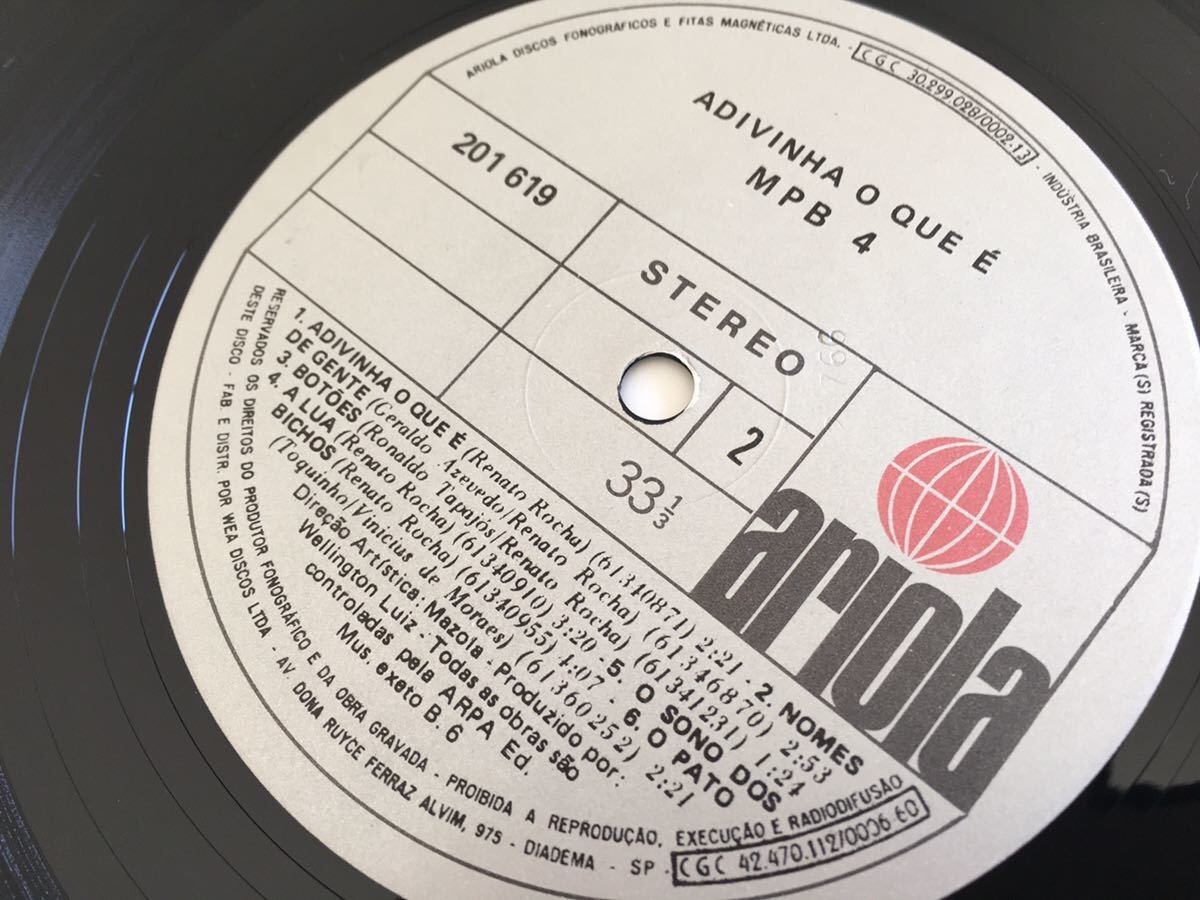 ARIOLA DISCOS FONOGRÁFICOS E FITAS MAGNÉTICAS LTDA. - CGC 30.299.028/0002-13 - INDÚSTRIA BRASILEIRA - MARCA (S) REGISTRADA (S)
ADIVINHA O QUE É
MPB 4
201 619
STEREO
2
33 1/3
ariola
1. ADIVINHA O QUE É (Renato Rocha) (61340871) 2:21 - 2. NOMES
DE GENTE (Geraldo Azevedo/Renato Rocha) (61346870) 2:53
3. BOTÕES (Ronaldo Tapajós/Renato Rocha) (61341231) 1:24
4. A LUA (Renato Rocha) (61340910) 3:20 - 5. O SONO DOS
BICHOS (Renato Rocha) (61340955) 4:07 - 6. O PATO
(Toquinho/Vinicius de Moraes) (61360252) 2:21
Direção Artística: Mazola - Produzido por:
Wellington Luiz - Todas as obras são
controladas pela ARPA Ed.
Mus. exeto B. 6
RESERVADOS OS DIREITOS DO PRODUTOR FONOGRÁFICO E DA OBRA GRAVADA - PROIBIDA A REPRODUÇÃO, EXECUÇÃO E RADIODIFUSÃO
DESTE DISCO - FAB. E DISTR. POR WEA DISCOS LTDA - AV DONA RUYCE FERRAZ ALVIM, 975 - DIADEMA - SP - CGC 42.470.112/0006-60